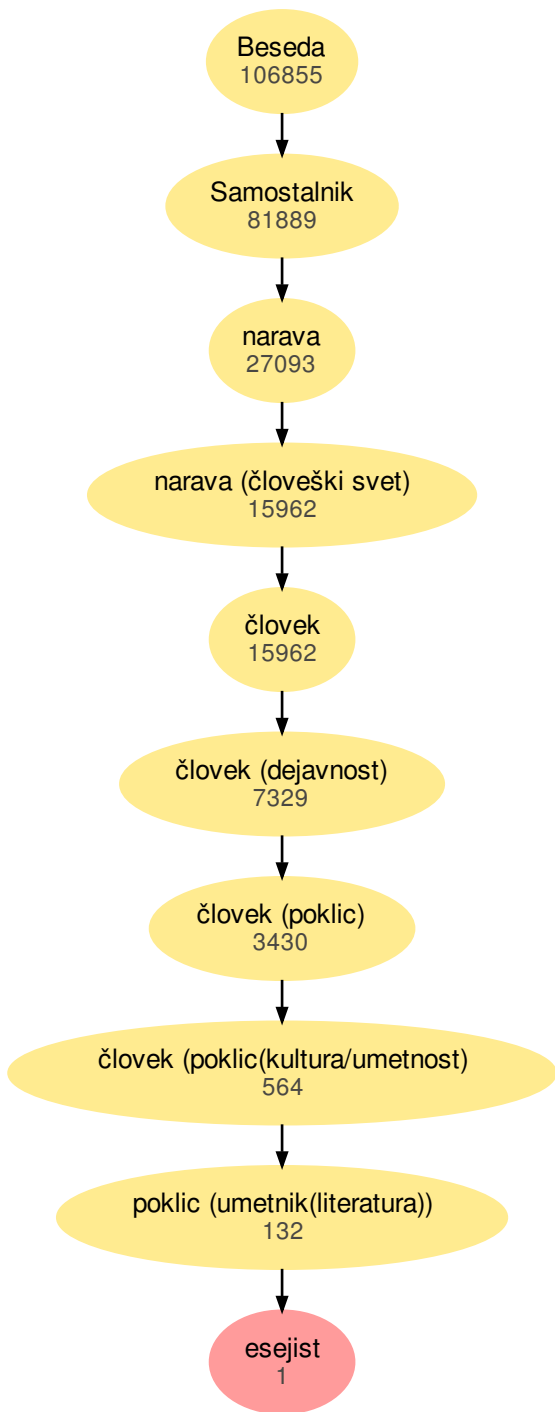 Beseda
106855
Samostalnik
81889
narava
27093
narava (človeški svet)
15962
človek
15962
človek (dejavnost)
7329
človek (poklic)
3430
človek (poklic(kultura/umetnost)
564
poklic (umetnik(literatura))
132
esejist
1